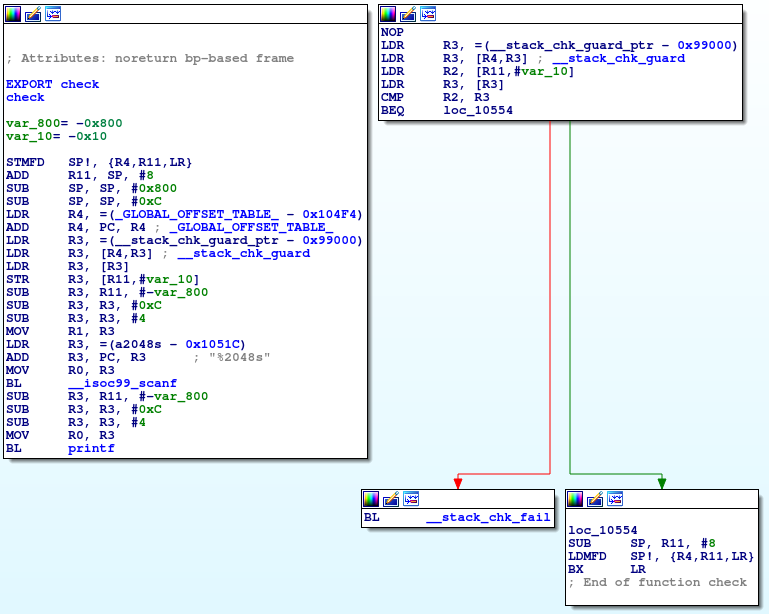 ; Attributes: noreturn bp-based frame
EXPORT check
check
var_800= -0x800
var_10= -0x10
STMFD SP!, {R4,R11,LR}
ADD R11, SP, #8
SUB SP, SP, #0x800
SUB SP, SP, #0xC
LDR R4, =(_GLOBAL_OFFSET_TABLE_ - 0x104F4)
ADD R4, PC, R4 ; _GLOBAL_OFFSET_TABLE_
LDR R3, =(__stack_chk_guard_ptr - 0x99000)
LDR R3, [R4,R3] ; __stack_chk_guard
LDR R3, [R3]
STR R3, [R11,#var_10]
SUB R3, R11, #-var_800
SUB R3, R3, #0xC
SUB R3, R3, #4
MOV R1, R3
LDR R3, =(a2048s - 0x1051C)
ADD R3, PC, R3 ; "%2048s"
MOV R0, R3
BL __isoc99_scanf
SUB R3, R11, #-var_800
SUB R3, R3, #0xC
SUB R3, R3, #4
MOV R0, R3
BL printf
NOP
LDR R3, =(__stack_chk_guard_ptr - 0x99000)
LDR R3, [R4,R3] ; __stack_chk_guard
LDR R2, [R11,#var_10]
LDR R3, [R3]
CMP R2, R3
BEQ loc_10554
BL __stack_chk_fail
loc_10554
SUB SP, R11, #8
LDMFD SP!, {R4,R11,LR}
BX LR
; End of function check